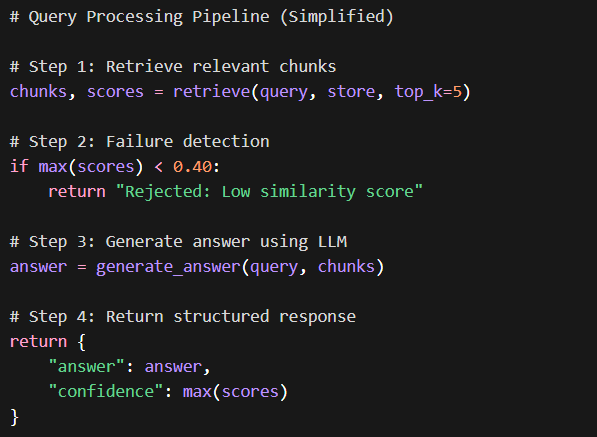 # Query Processing Pipeline (Simplified)
# Step 1: Retrieve relevant chunks
chunks, scores = retrieve(query, store, top_k=5)
# Step 2: Failure detection
if max(scores) < 0.40:
    return "Rejected: Low similarity score"
# Step 3: Generate answer using LLM
answer = generate_answer(query, chunks)
# Step 4: Return structured response
return {
    "answer": answer,
    "confidence": max(scores)
}